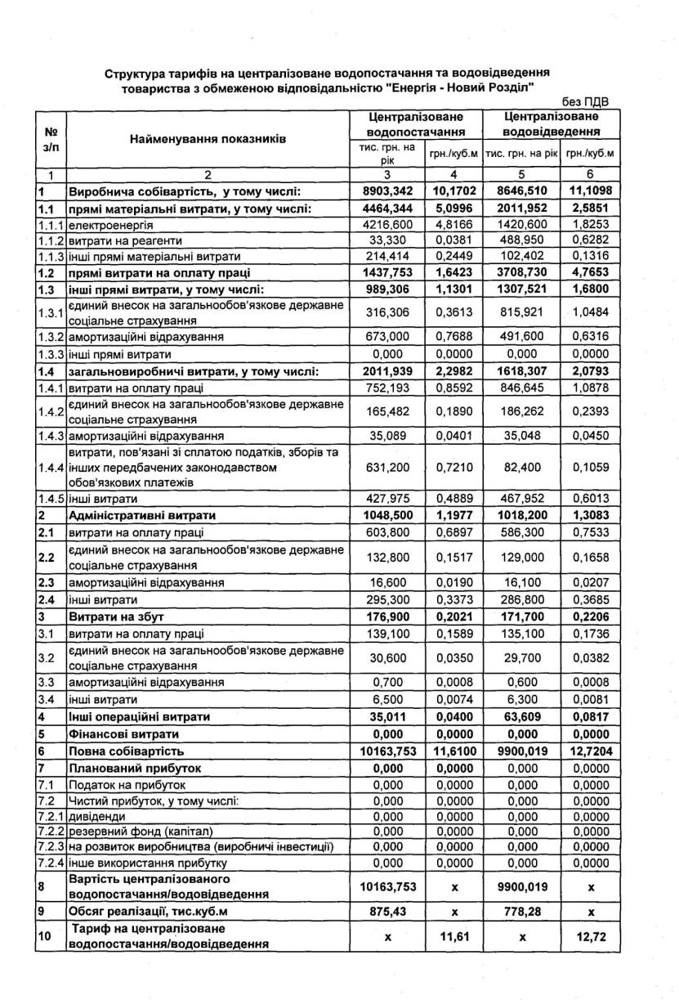 Структура тарифів на централізоване водопостачання та водовідведення
товариства з обмеженою відповідальністю "Енергія - Новий Розділ"
без ПДВ
№ з/п Найменування показників Централізоване водопостачання Централізоване водовідведення
тис. грн. на рік грн./куб.м тис. грн. на рік грн./куб.м
1 2 3 4 5 6
1 Виробнича собівартість, у тому числі: 8903,342 10,1702 8646,510 11,1098
1.1 прямі матеріальні витрати, у тому числі: 4464,344 5,0996 2011,952 2,5851
1.1.1 електроенергія 4216,600 4,8166 1420,600 1,8253
1.1.2 витрати на реагенти 33,330 0,0381 488,950 0,6282
1.1.3 інші прямі матеріальні витрати 214,414 0,2449 102,402 0,1316
1.2 прямі витрати на оплату праці 1437,753 1,6423 3708,730 4,7653
1.3 інші прямі витрати, у тому числі: 989,306 1,1301 1307,521 1,6800
1.3.1 єдиний внесок на загальнообов'язкове державне
соціальне страхування 316,306 0,3613 815,921 1,0484
1.3.2 амортизаційні відрахування 673,000 0,7688 491,600 0,6316
1.3.3 інші прямі витрати 0,000 0,0000 0,000 0,0000
1.4 загальновиробничі витрати, у тому числі: 2011,939 2,2982 1618,307 2,0793
1.4.1 витрати на оплату праці 752,193 0,8592 846,645 1,0878
1.4.2 єдиний внесок на загальнообов'язкове державне
соціальне страхування 165,482 0,1890 186,262 0,2393
1.4.3 амортизаційні відрахування 35,089 0,0401 35,048 0,0450
витрати, пов'язані зі сплатою податків, зборів та
1.4.4 інших передбачених законодавством 631,200 0,7210 82,400 0,1059
обов'язкових платежів
1.4.5 інші витрати 427,975 0,4889 467,952 0,6013
2 Адміністративні витрати 1048,500 1,1977 1018,200 1,3083
2.1 витрати на оплату праці 603,800 0,6897 586,300 0,7533
2.2 єдиний внесок на загальнообов'язкове державне
соціальне страхування 132,800 0,1517 129,000 0,1658
2.3 амортизаційні відрахування 16,600 0,0190 16,100 0,0207
2.4 інші витрати 295,300 0,3373 286,800 0,3685
3 Витрати на збут 176,900 0,2021 171,700 0,2206
3.1 витрати на оплату праці 139,100 0,1589 135,100 0,1736
3.2 єдиний внесок на загальнообов'язкове державне
соціальне страхування 30,600 0,0350 29,700 0,0382
3.3 амортизаційні відрахування 0,700 0,0008 0,600 0,0008
3.4 інші витрати 6,500 0,0074 6,300 0,0081
4 Інші операційні витрати 35,011 0,0400 63,609 0,0817
5 Фінансові витрати 0,000 0,0000 0,000 0,0000
6 Повна собівартість 10163,753 11,6100 9900,019 12,7204
7 Планований прибуток 0,000 0,0000 0,000 0,0000
7.1 Податок на прибуток 0,000 0,0000 0,000 0,0000
7.2 Чистий прибуток, у тому числі: 0,000 0,0000 0,000 0,0000
7.2.1 дивіденди 0,000 0,0000 0,000 0,0000
7.2.2 резервний фонд (капітал) 0,000 0,0000 0,000 0,0000
7.2.3 на розвиток виробництва (виробничі інвестиції) 0,000 0,0000 0,000 0,0000
7.2.4 інше використання прибутку 0,000 0,0000 0,000 0,0000
8 Вартість централізованого
водопостачання/водовідведення 10163,753 х 9900,019 х
9 Обсяг реалізації, тис.куб.м 875,43 х 778,28 х
10 Тариф на централізоване
водопостачання/водовідведення х 11,61 х 12,72